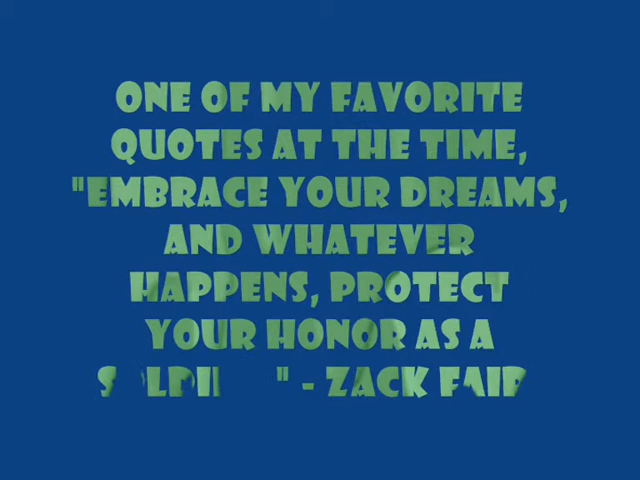 ONE OF MY FAVORITE
QUOTES AT THE TIME,
"EMBRACE YOUR DREAMS,
AND WHATEVER
HAPPENS, PROTECT
YOUR HONOR AS A
" - ZACK FAIR